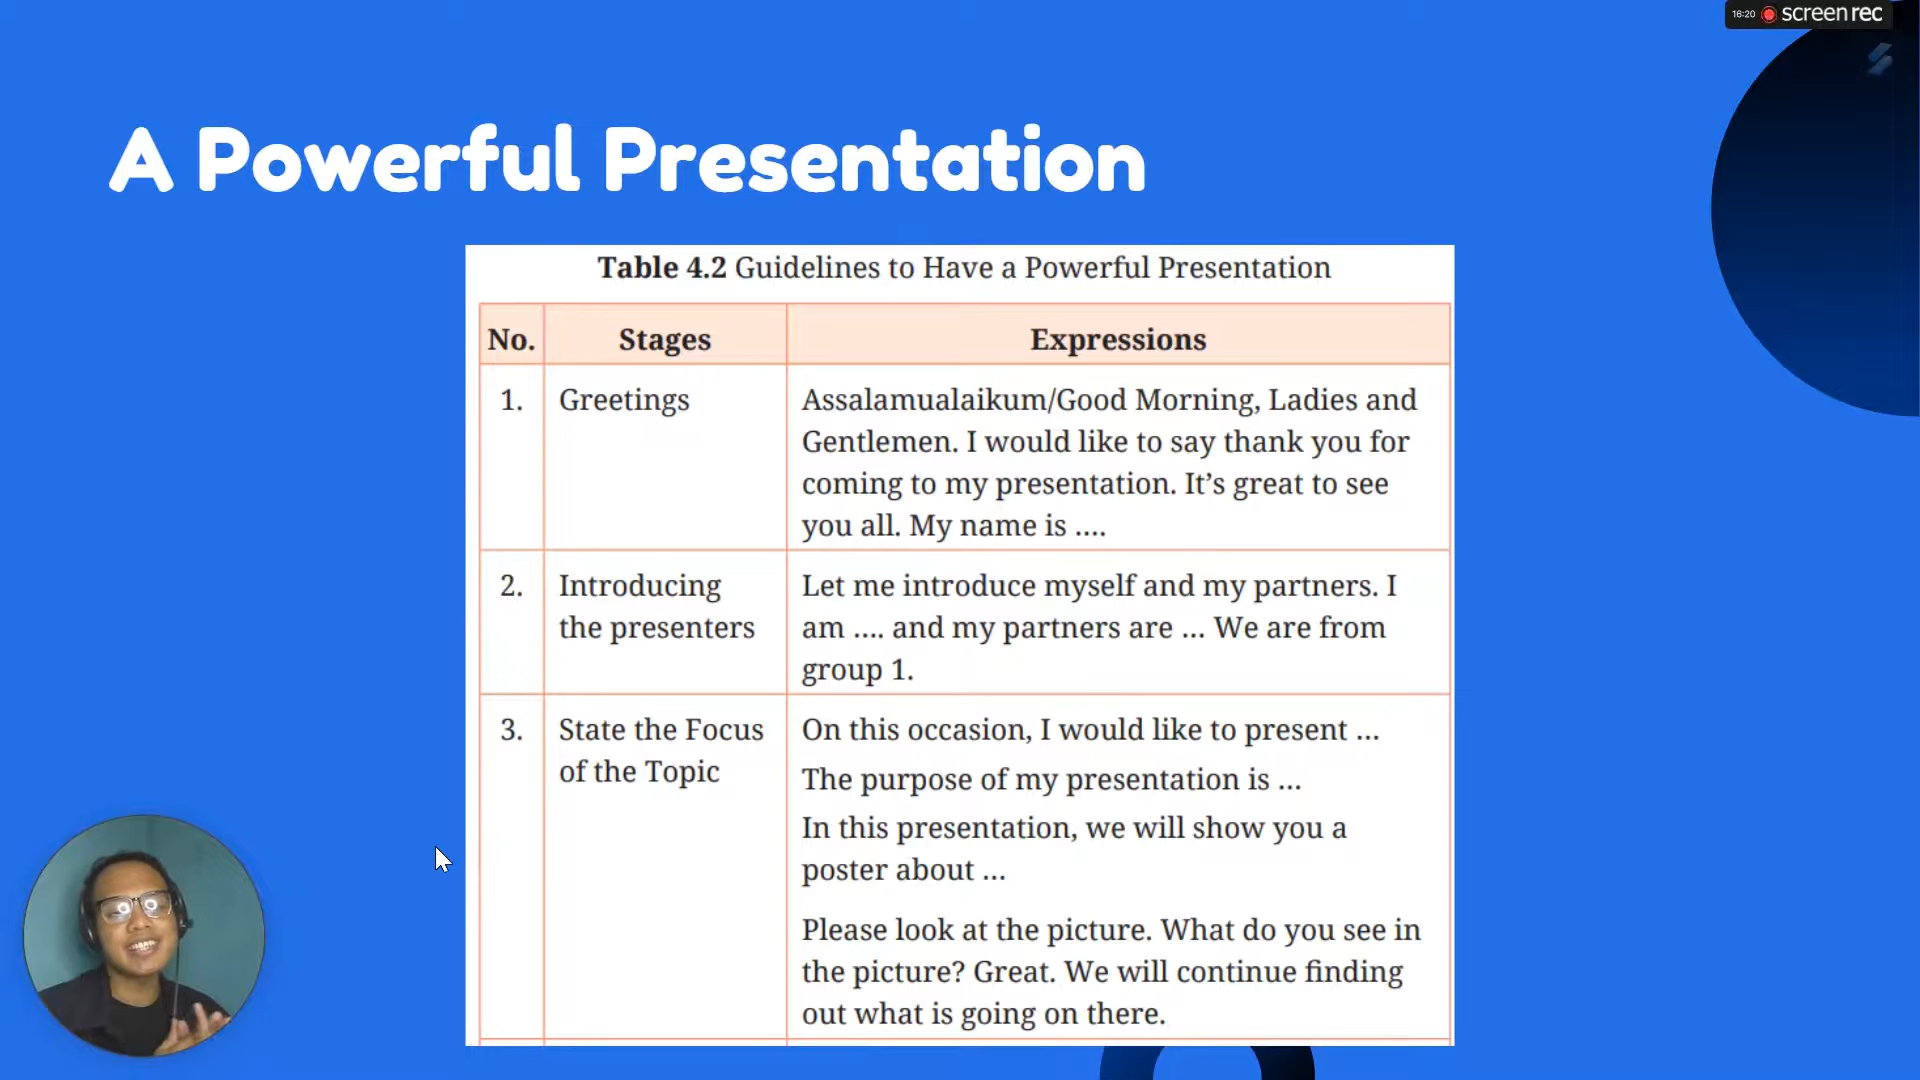 16:20 screenrec
A Powerful Presentation
Table 4.2 Guidelines to Have a Powerful Presentation
No. Stages Expressions
1. Greetings Assalamualaikum/Good Morning, Ladies and
Gentlemen. I would like to say thank you for
coming to my presentation. It’s great to see
you all. My name is ....
2. Introducing Let me introduce myself and my partners. I
the presenters am .... and my partners are ... We are from
group 1.
3. State the Focus On this occasion, I would like to present ...
of the Topic The purpose of my presentation is ...
In this presentation, we will show you a
poster about ...
Please look at the picture. What do you see in
the picture? Great. We will continue finding
out what is going on there.